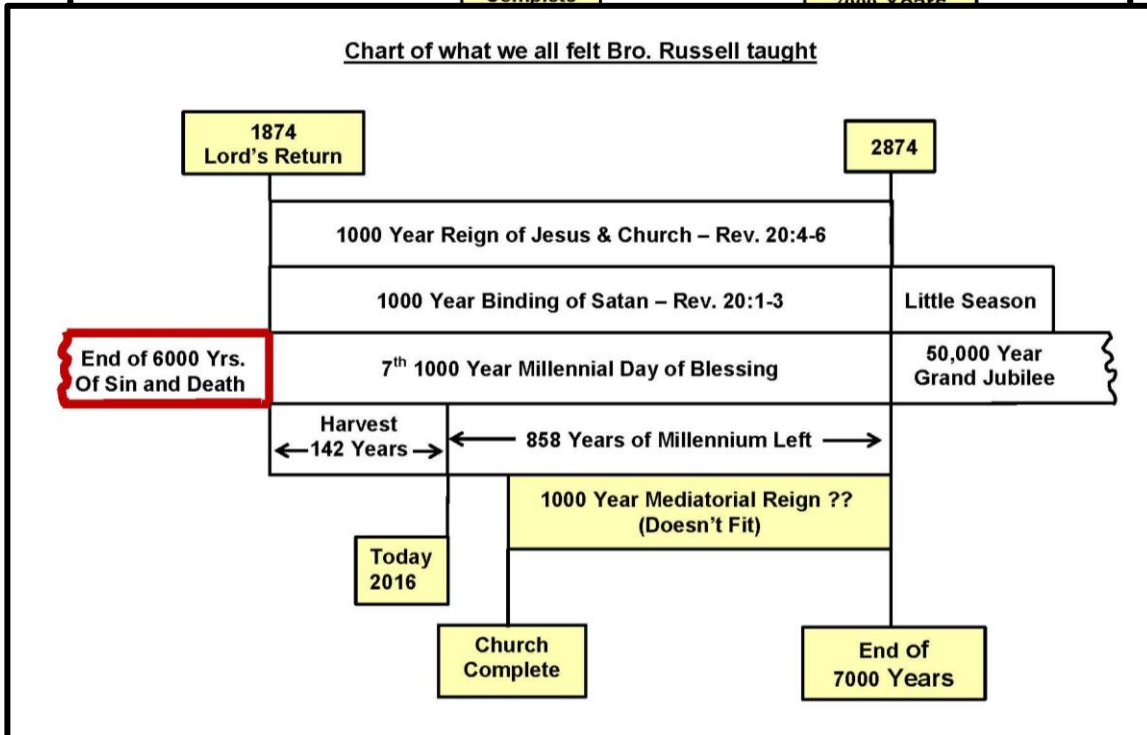 Complete
7000 Years
Chart of what we all felt Bro. Russell taught
1874
Lord's Return
2874
1000 Year Reign of Jesus & Church – Rev. 20:4-6
1000 Year Binding of Satan – Rev. 20:1-3
Little Season
End of 6000 Yrs.
Of Sin and Death
7th 1000 Year Millennial Day of Blessing
50,000 Year
Grand Jubilee
Harvest
142 Years
858 Years of Millennium Left
1000 Year Mediatorial Reign ??
(Doesn't Fit)
Today
2016
Church
Complete
End of
7000 Years